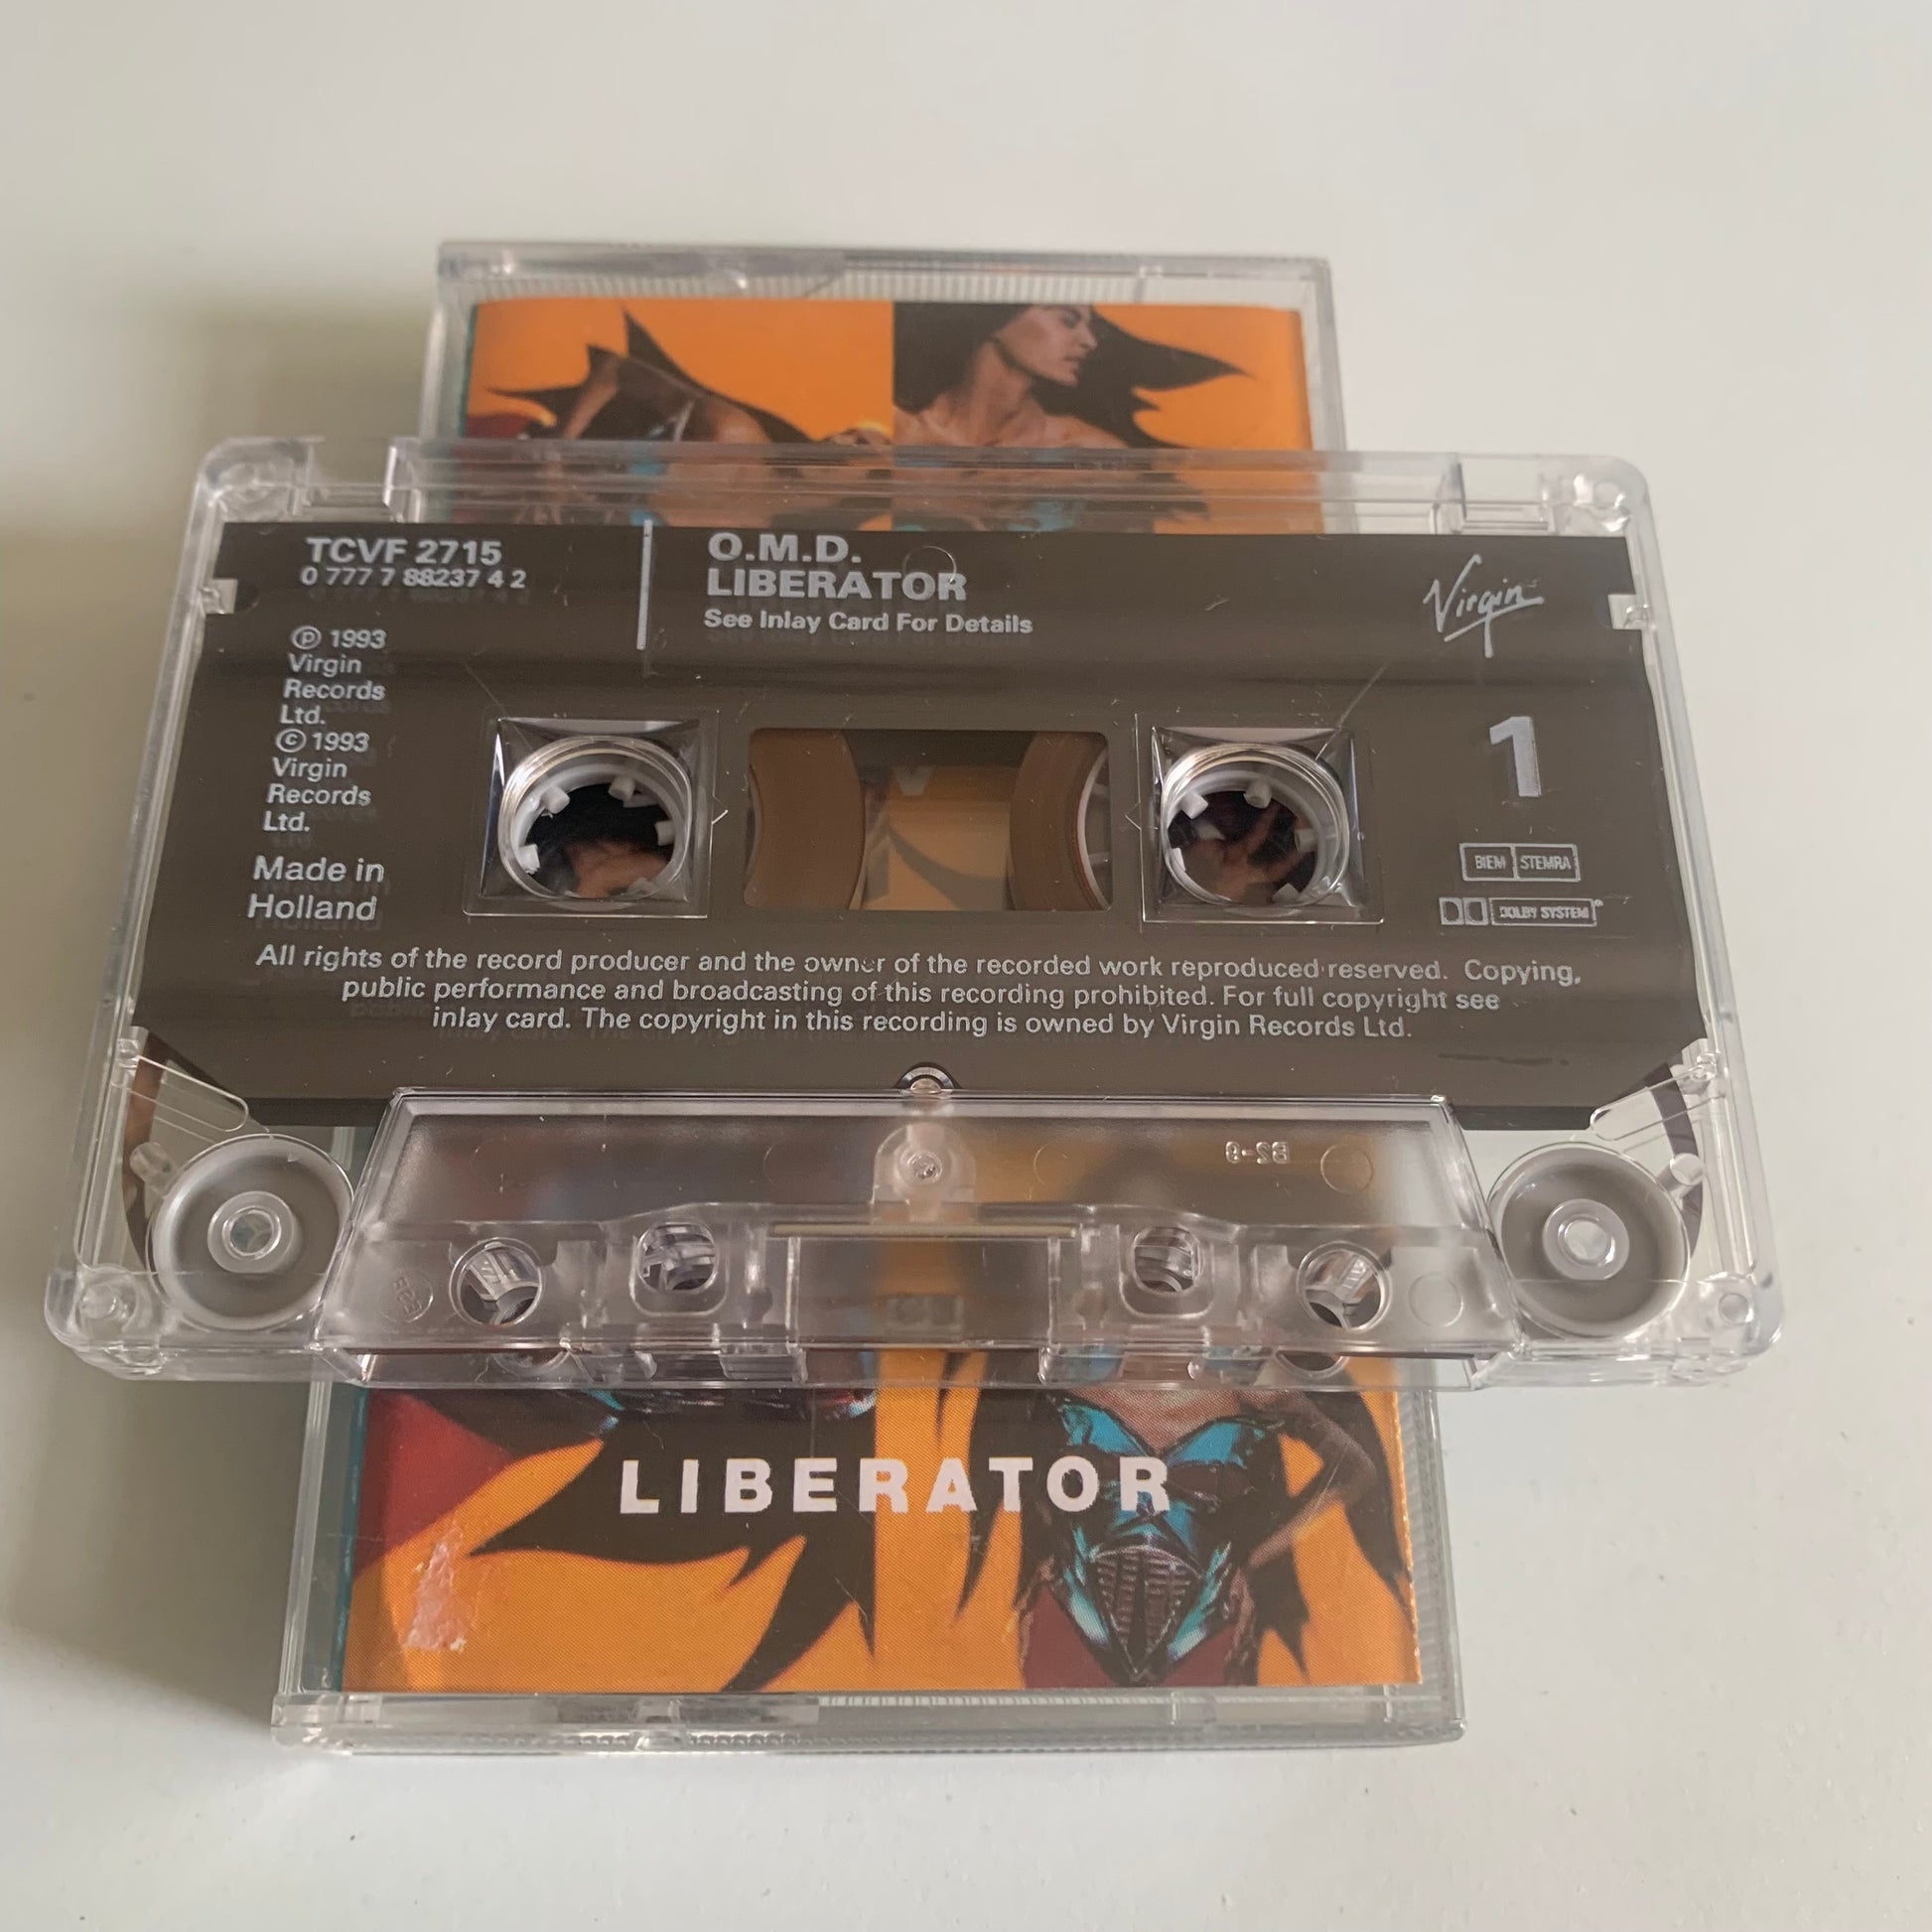 TCVF 2715
0 777 7 88237 4 2
O.M.D.
LIBERATOR
See Inlay Card For Details
Virgin
℗ 1993
Virgin
Records
Ltd.
© 1993
Virgin
Records
Ltd.
Made in
Holland
1
BIEM STEMRA
DOLBY SYSTEM
All rights of the record producer and the owner of the recorded work reproduced reserved. Copying,
public performance and broadcasting of this recording prohibited. For full copyright see
inlay card. The copyright in this recording is owned by Virgin Records Ltd.
LIBERATOR